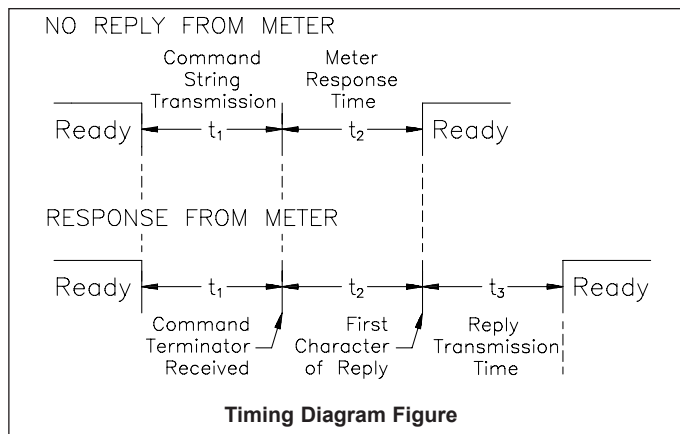 NO REPLY FROM METER
Command
String
Transmission
Meter
Response
Time
Ready t₁ t₂ Ready
RESPONSE FROM METER
Ready t₁ t₂ t₃ Ready
Command
Terminator
Received
First
Character
of Reply
Reply
Transmission
Time
Timing Diagram Figure